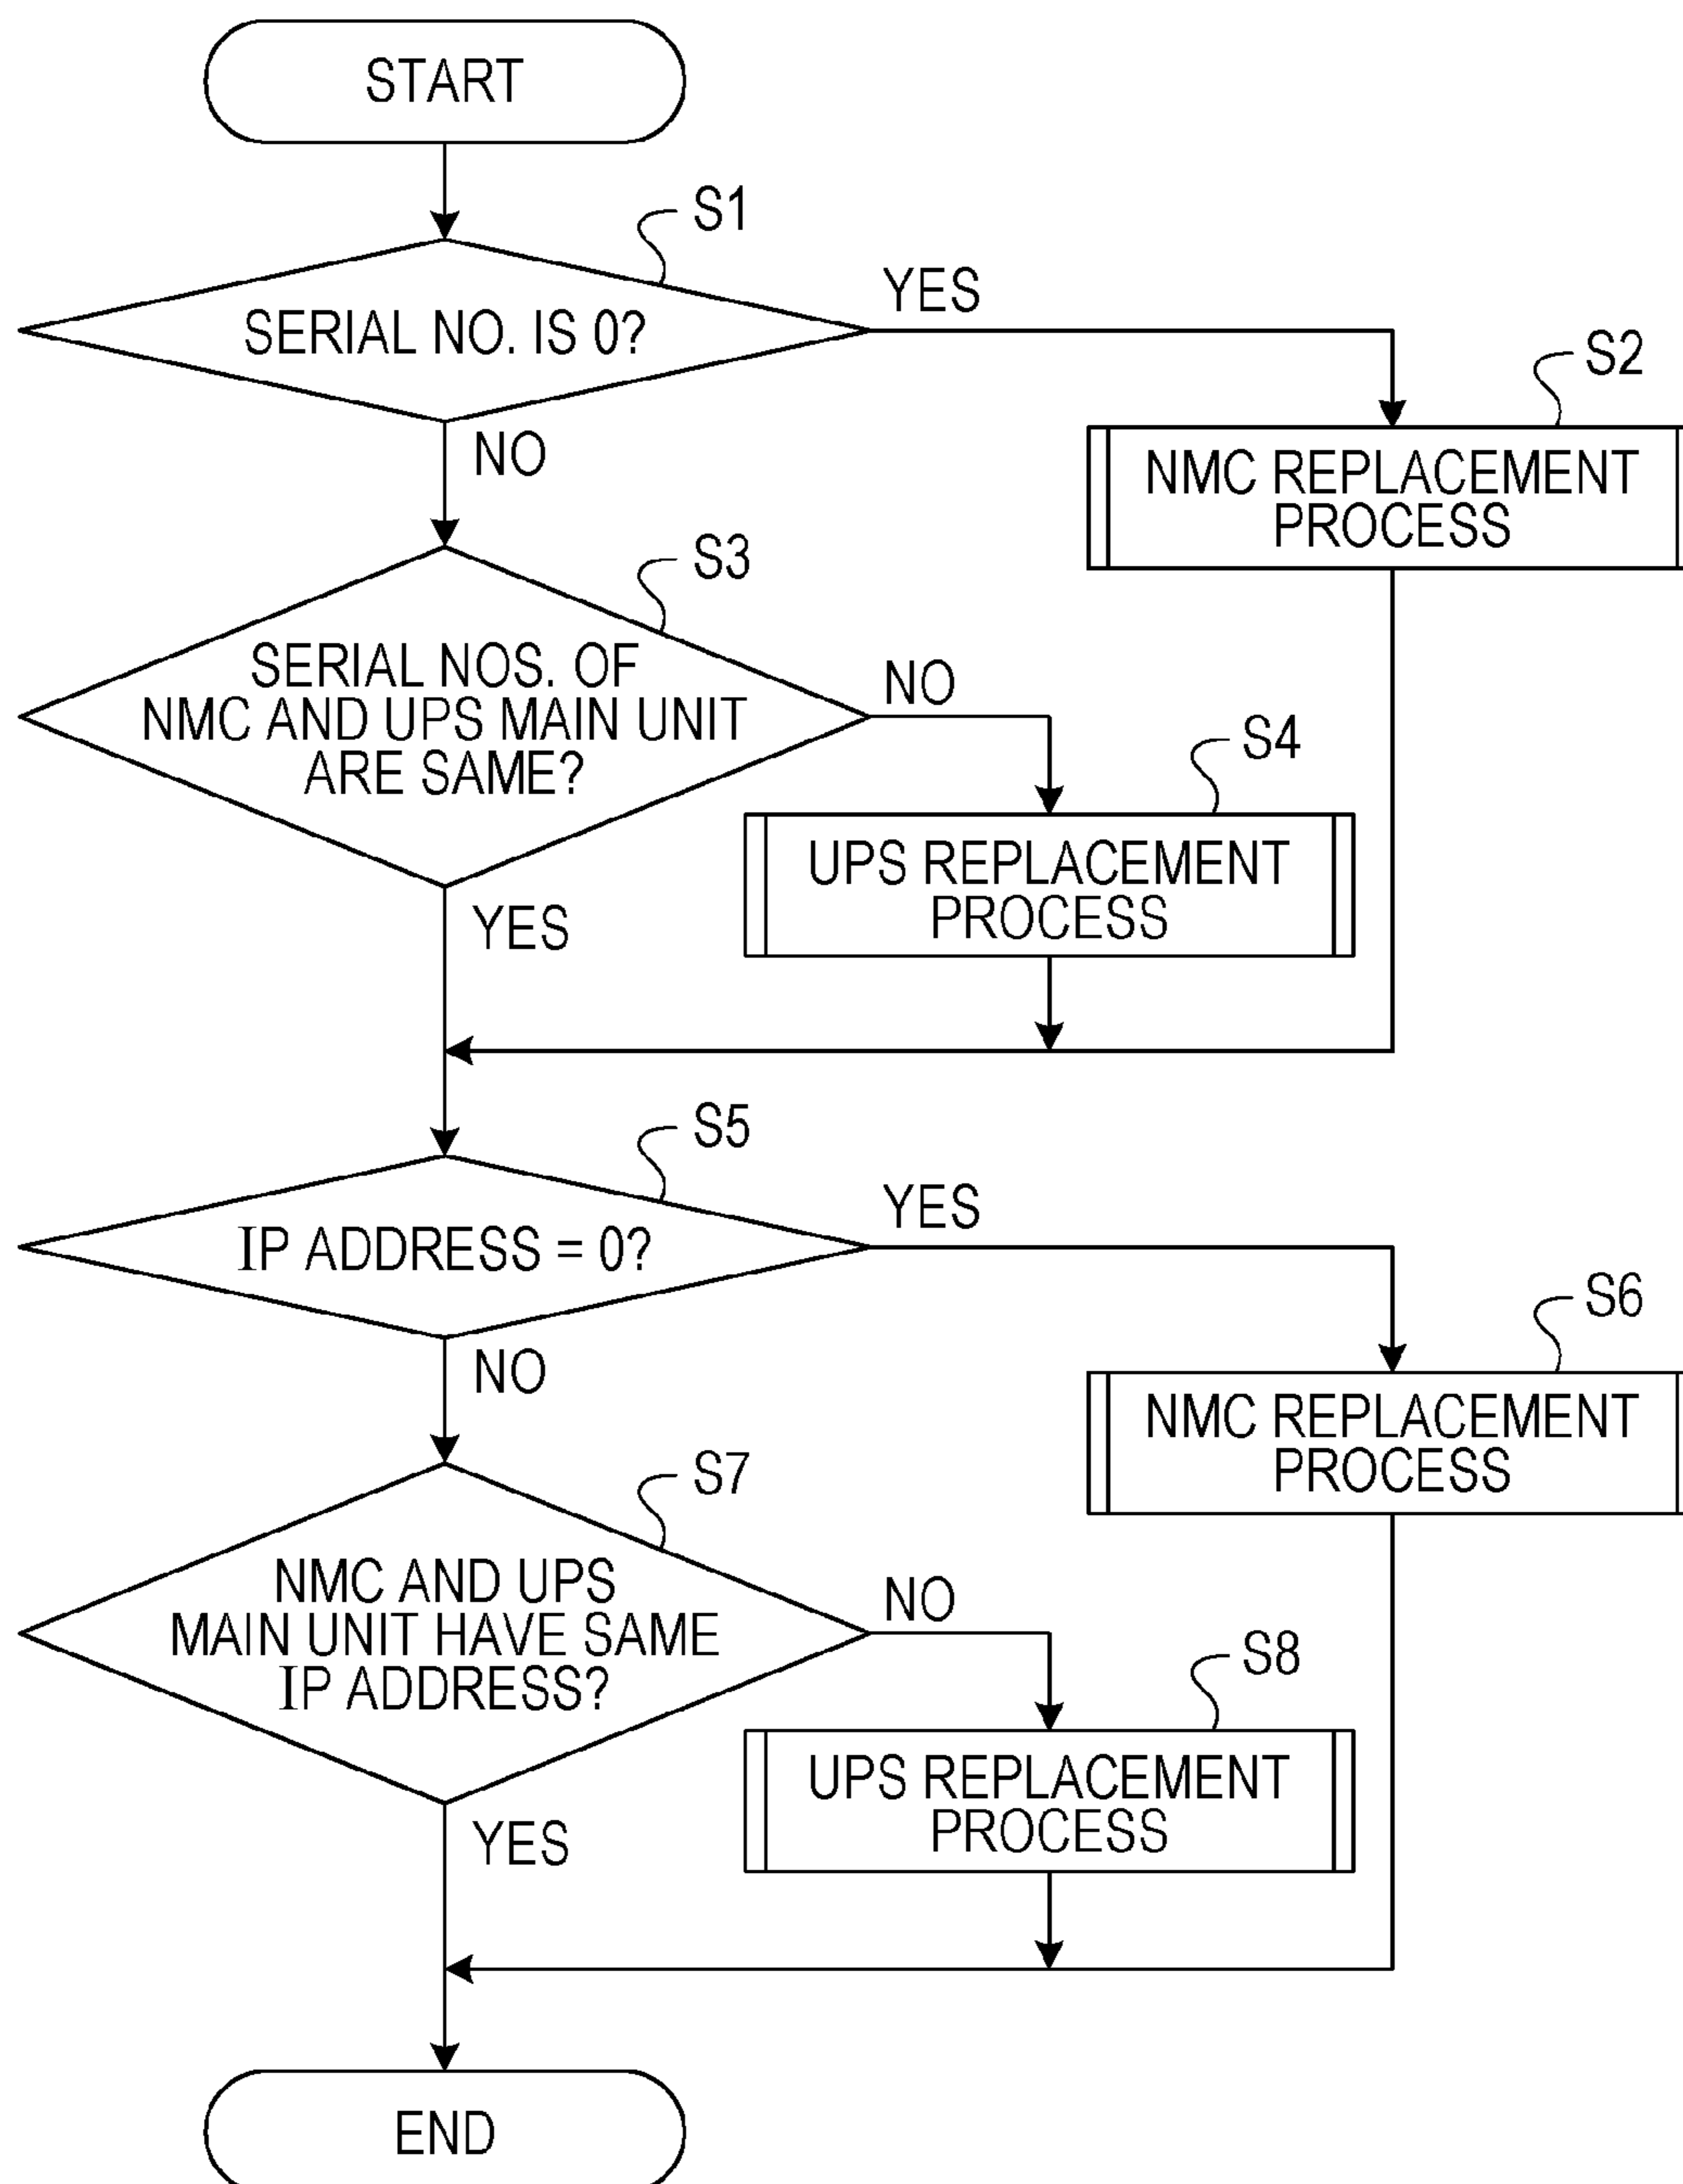 START
S1
SERIAL NO. IS 0?
YES
NO
S2
NMC REPLACEMENT
PROCESS
S3
SERIAL NOS. OF
NMC AND UPS MAIN UNIT
ARE SAME?
NO
YES
S4
UPS REPLACEMENT
PROCESS
S5
IP ADDRESS = 0?
YES
NO
S6
NMC REPLACEMENT
PROCESS
S7
NMC AND UPS
MAIN UNIT HAVE SAME
IP ADDRESS?
NO
YES
S8
UPS REPLACEMENT
PROCESS
END